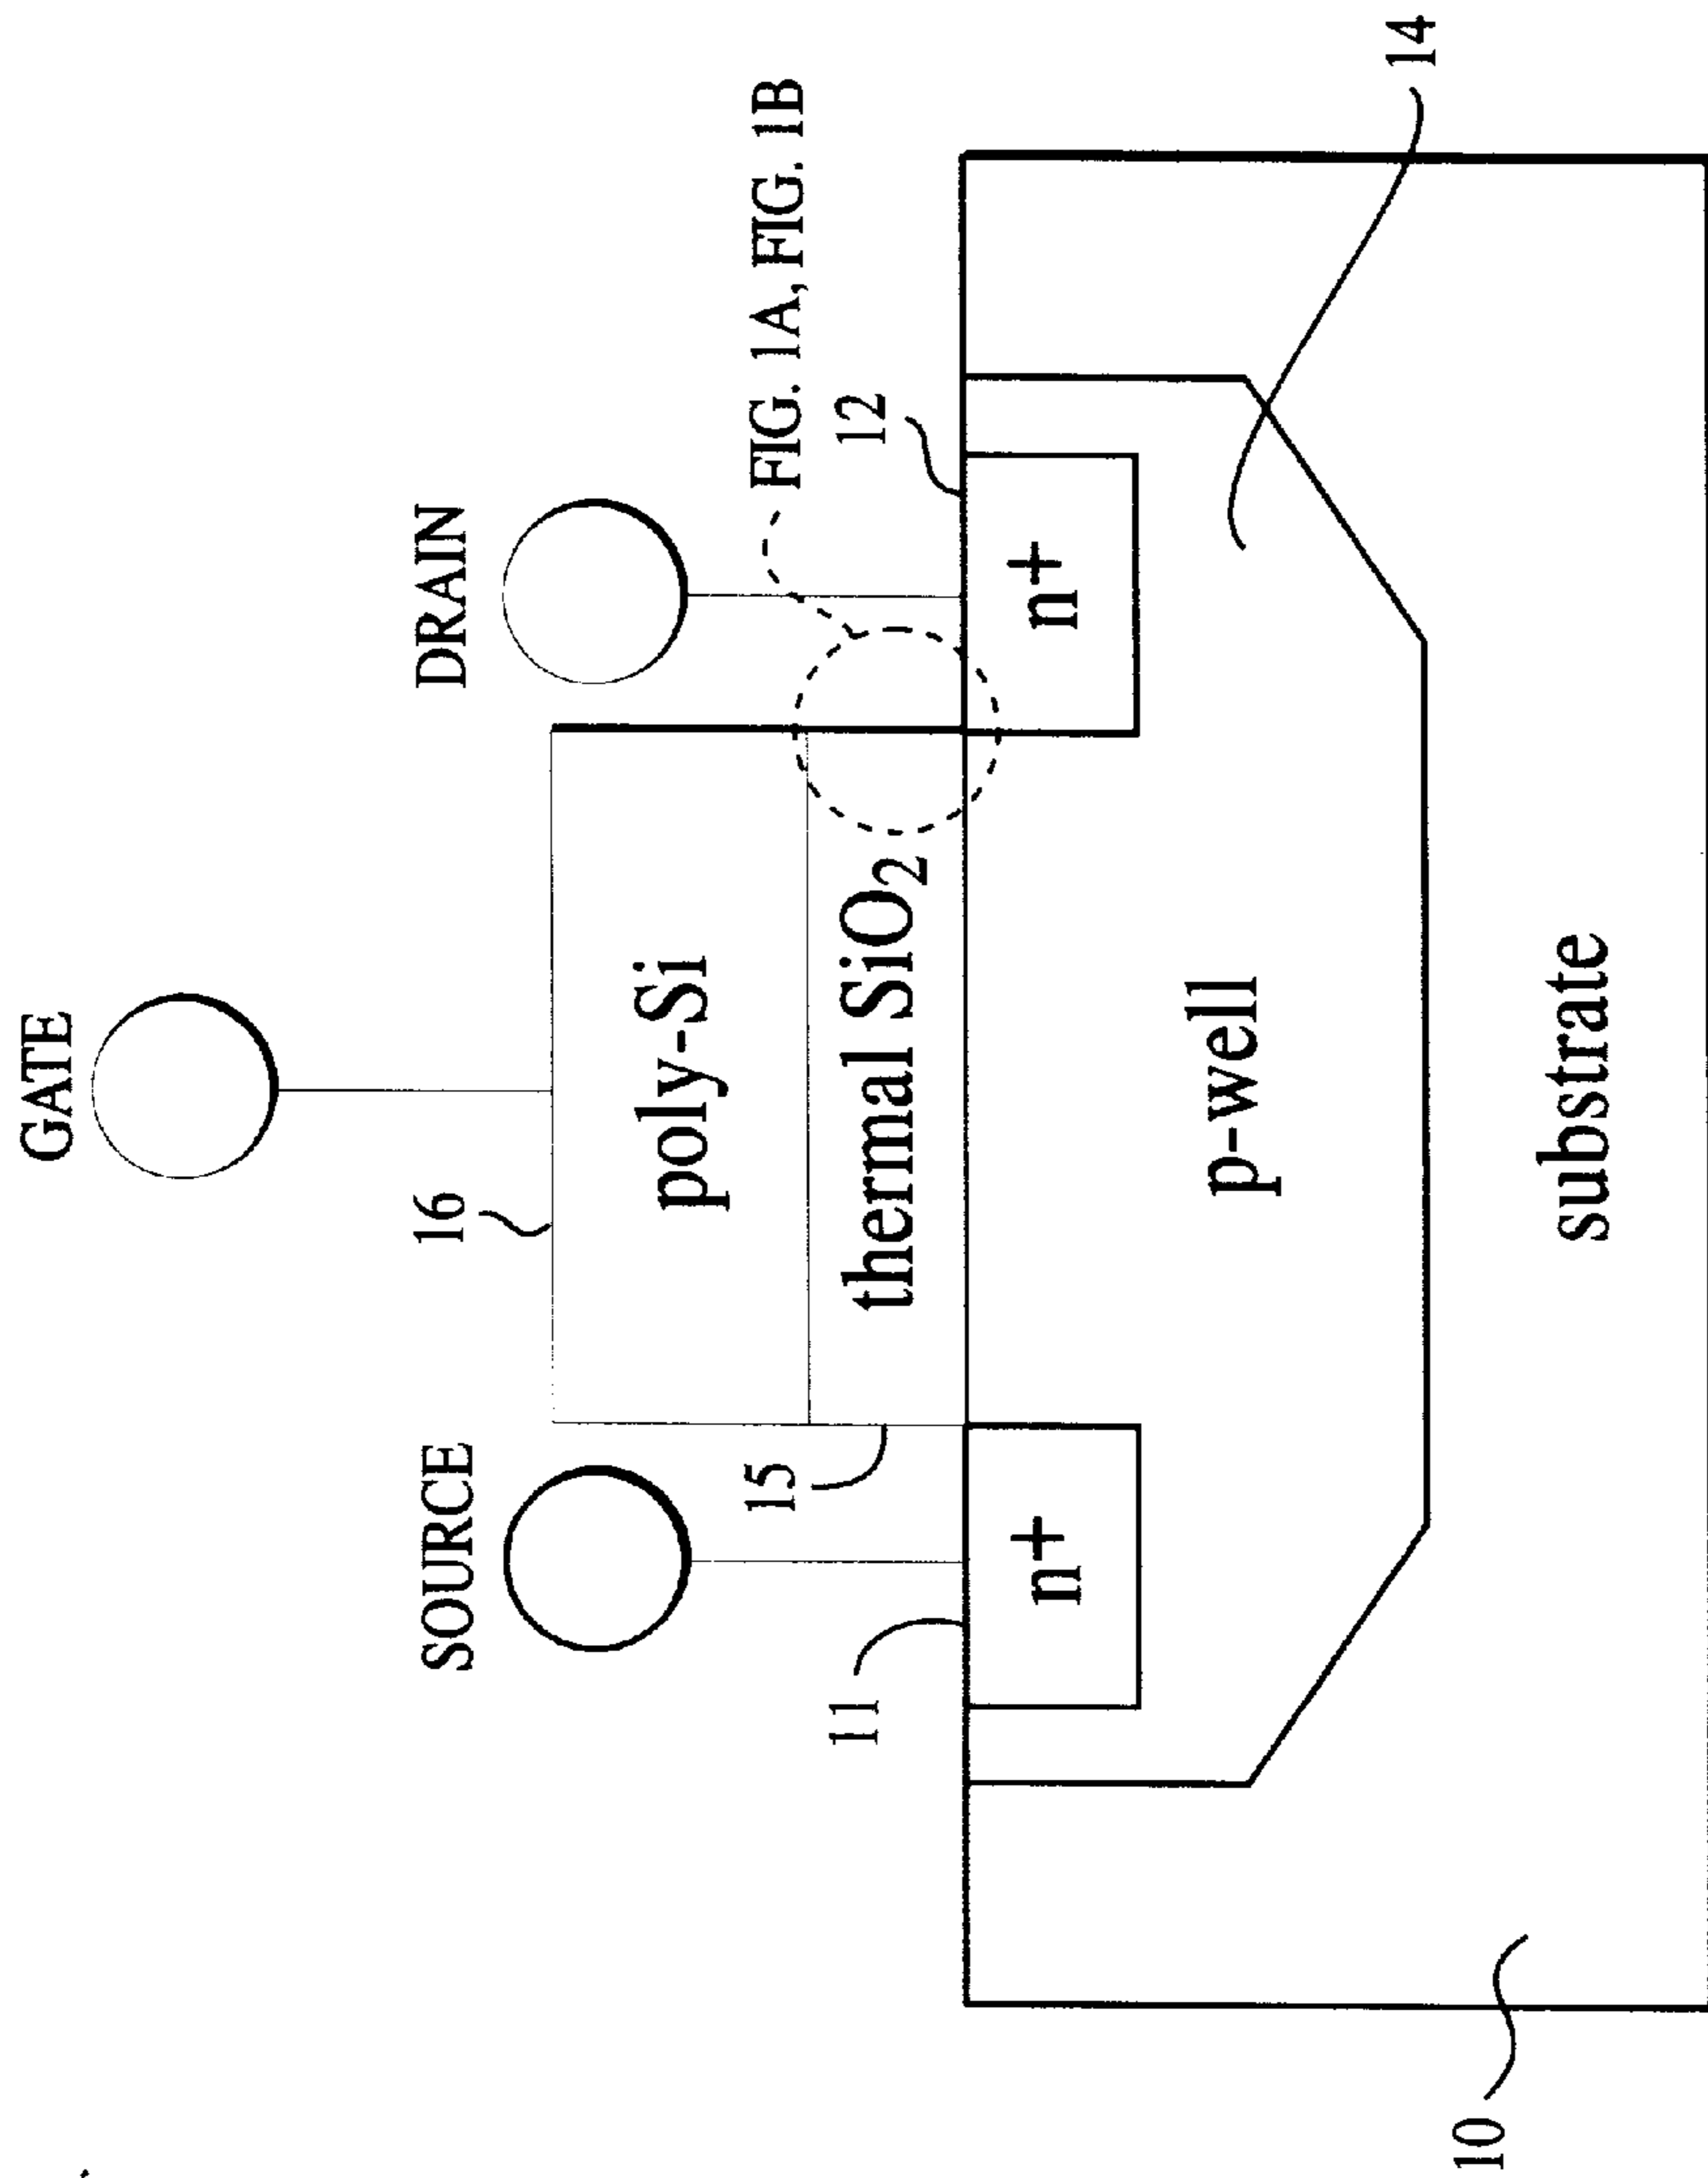 GATE
SOURCE
16
DRAIN
poly-Si
15
FIG. 1A, FIG. 1B
11
thermal SiO₂
12
n+
n+
p-well
14
10
substrate